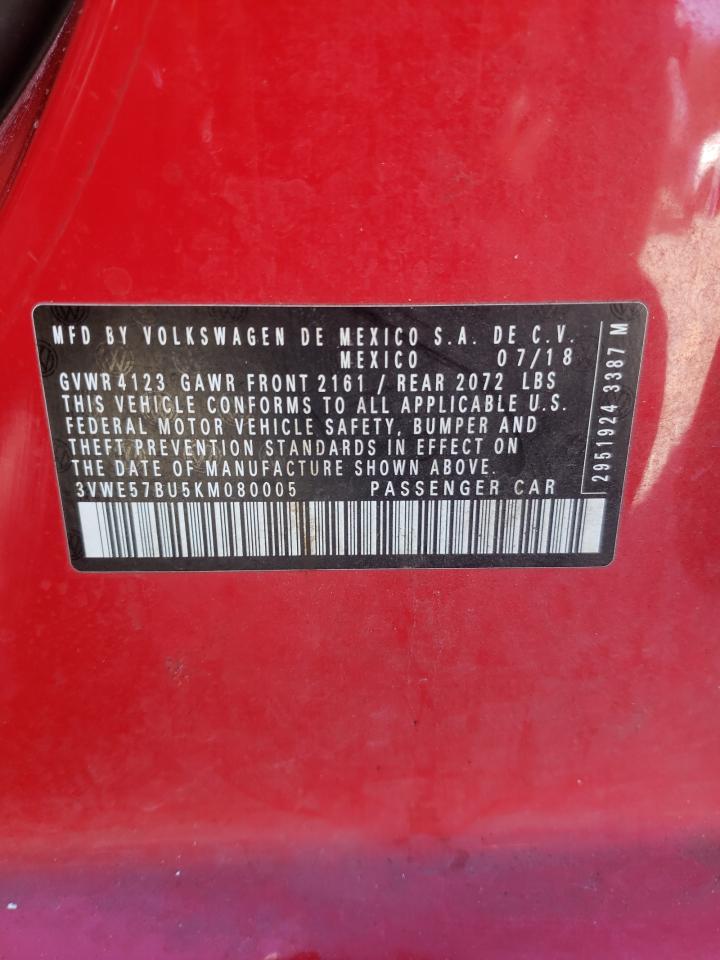 MFD BY VOLKSWAGEN DE MEXICO S.A. DE C.V.
MEXICO 07/18
GVWR 4123 GAWR FRONT 2161 / REAR 2072 LBS
THIS VEHICLE CONFORMS TO ALL APPLICABLE U.S.
FEDERAL MOTOR VEHICLE SAFETY, BUMPER AND
THEFT PREVENTION STANDARDS IN EFFECT ON
THE DATE OF MANUFACTURE SHOWN ABOVE.
3VWE57BU5KM080005 PASSENGER CAR
2951924 3387 M